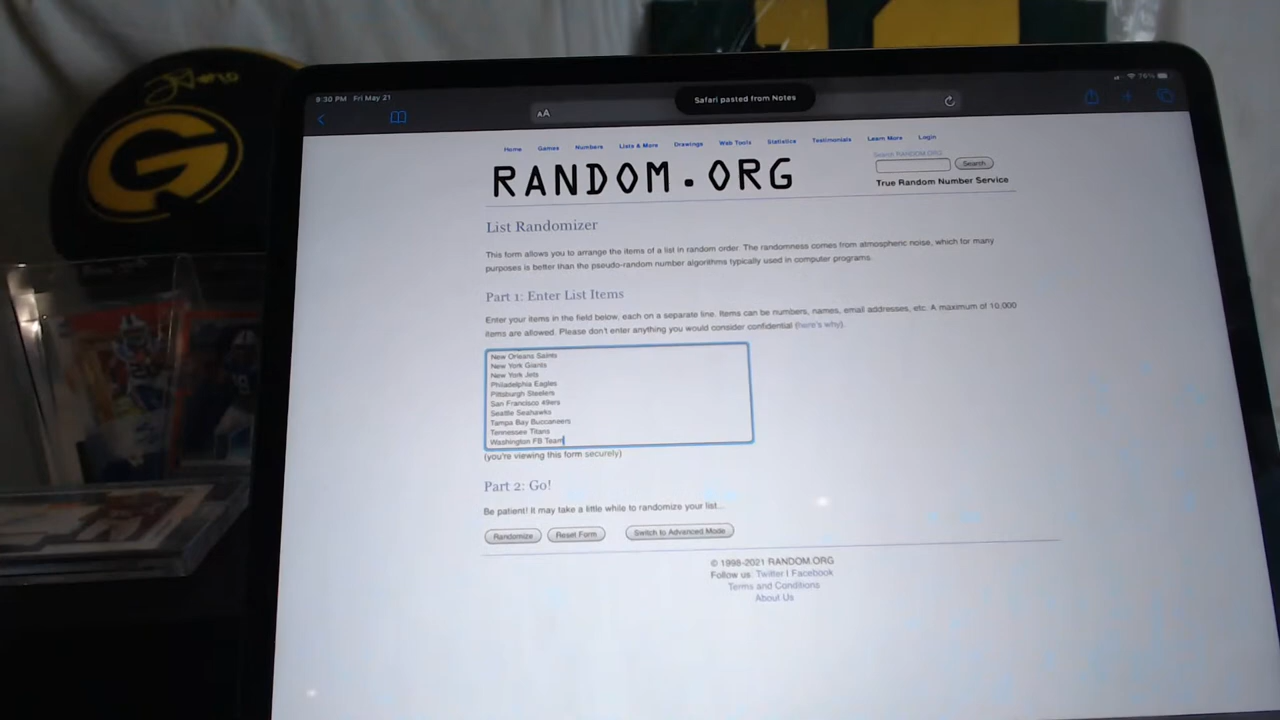 8:30 PM Fri May 21
76%
AA
Safari pasted from Notes
Home Games Numbers Lists & More Drawings Web Tools Statistics Testimonials Learn More Login
RANDOM.ORG
Search RANDOM.ORG
Search
True Random Number Service
List Randomizer
This form allows you to arrange the items of a list in random order. The randomness comes from atmospheric noise, which for many
purposes is better than the pseudo-random number algorithms typically used in computer programs.
Part 1: Enter List Items
Enter your items in the field below, each on a separate line. Items can be numbers, names, email addresses, etc. A maximum of 10,000
items are allowed. Please don't enter anything you would consider confidential (here's why).
New Orleans Saints
New York Giants
New York Jets
Philadelphia Eagles
Pittsburgh Steelers
San Francisco 49ers
Seattle Seahawks
Tampa Bay Buccaneers
Tennessee Titans
Washington FB Team
(you're viewing this form securely)
Part 2: Go!
Be patient! It may take a little while to randomize your list...
Randomize Reset Form Switch to Advanced Mode
© 1998-2021 RANDOM.ORG
Follow us: Twitter | Facebook
Terms and Conditions
About Us
G